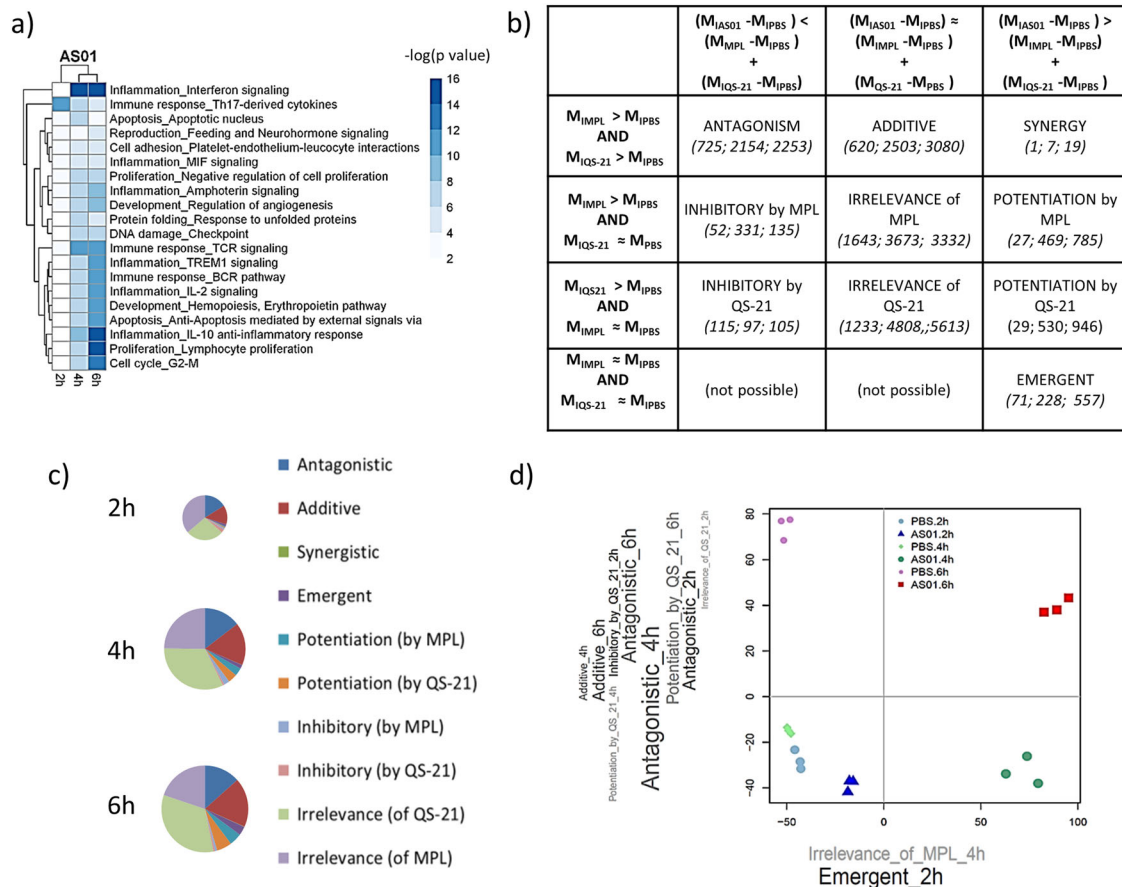 a)
AS01
-log(p value)
Inflammation_Interferon signaling
Immune response_Th17-derived cytokines
Apoptosis_Apoptotic nucleus
Reproduction_Feeding and Neurohormone signaling
Cell adhesion_Platelet-endothelium-leucocyte interactions
Inflammation_MIF signaling
Proliferation_Negative regulation of cell proliferation
Inflammation_Amphoterin signaling
Development_Regulation of angiogenesis
Protein folding_Response to unfolded proteins
DNA damage_Checkpoint
Immune response_TCR signaling
Inflammation_TREM1 signaling
Immune response_BCR pathway
Inflammation_IL-2 signaling
Development_Hemopoiesis, Erythropoietin pathway
Apoptosis_Anti-Apoptosis mediated by external signals via
Inflammation_IL-10 anti-inflammatory response
Proliferation_Lymphocyte proliferation
Cell cycle_G2-M
2h 4h 6h
16
14
12
10
8
6
4
2
b)
(MIAS01 -MIPBS ) <
(MMPL -MIPBS )
+
(MIQS-21 -MIPBS)
(MIAS01 -MIPBS) ≈
(MIMPL -MIPBS )
+
(MQS-21 -MPBS )
(MIAS01 -MIPBS ) >
(MIMPL -MIPBS)
+
(MIQS-21 -MIPBS )
MIMPL > MIPBS
AND
MIQS-21 > MIPBS
ANTAGONISM
(725; 2154; 2253)
ADDITIVE
(620; 2503; 3080)
SYNERGY
(1; 7; 19)
MIMPL > MIPBS
AND
MIQS-21 ≈ MPBS
INHIBITORY by MPL
(52; 331; 135)
IRRELEVANCE of
MPL
(1643; 3673; 3332)
POTENTIATION by
MPL
(27; 469; 785)
MIQS21 > MIPBS
AND
MIMPL ≈ MIPBS
INHIBITORY by
QS-21
(115; 97; 105)
IRRELEVANCE of
QS-21
(1233; 4808,;5613)
POTENTIATION by
QS-21
(29; 530; 946)
MIMPL ≈ MIPBS
AND
MIQS-21 ≈ MIPBS
(not possible)
(not possible)
EMERGENT
(71; 228; 557)
c)
2h
4h
6h
Antagonistic
Additive
Synergistic
Emergent
Potentiation (by MPL)
Potentiation (by QS-21)
Inhibitory (by MPL)
Inhibitory (by QS-21)
Irrelevance (of QS-21)
Irrelevance (of MPL)
d)
Additive_4h
Additive_6h
Potentiation_by_QS_21_4h
Inhibitory_by_QS_21_2h
Antagonistic_6h
Antagonistic_4h
Potentiation_by_QS_21_6h
Antagonistic_2h
Irrelevance_of_QS_21_2h
80
60
40
20
0
-20
-40
PBS.2h
AS01.2h
PBS.4h
AS01.4h
PBS.6h
AS01.6h
-50 0 50 100
Irrelevance_of_MPL_4h
Emergent_2h